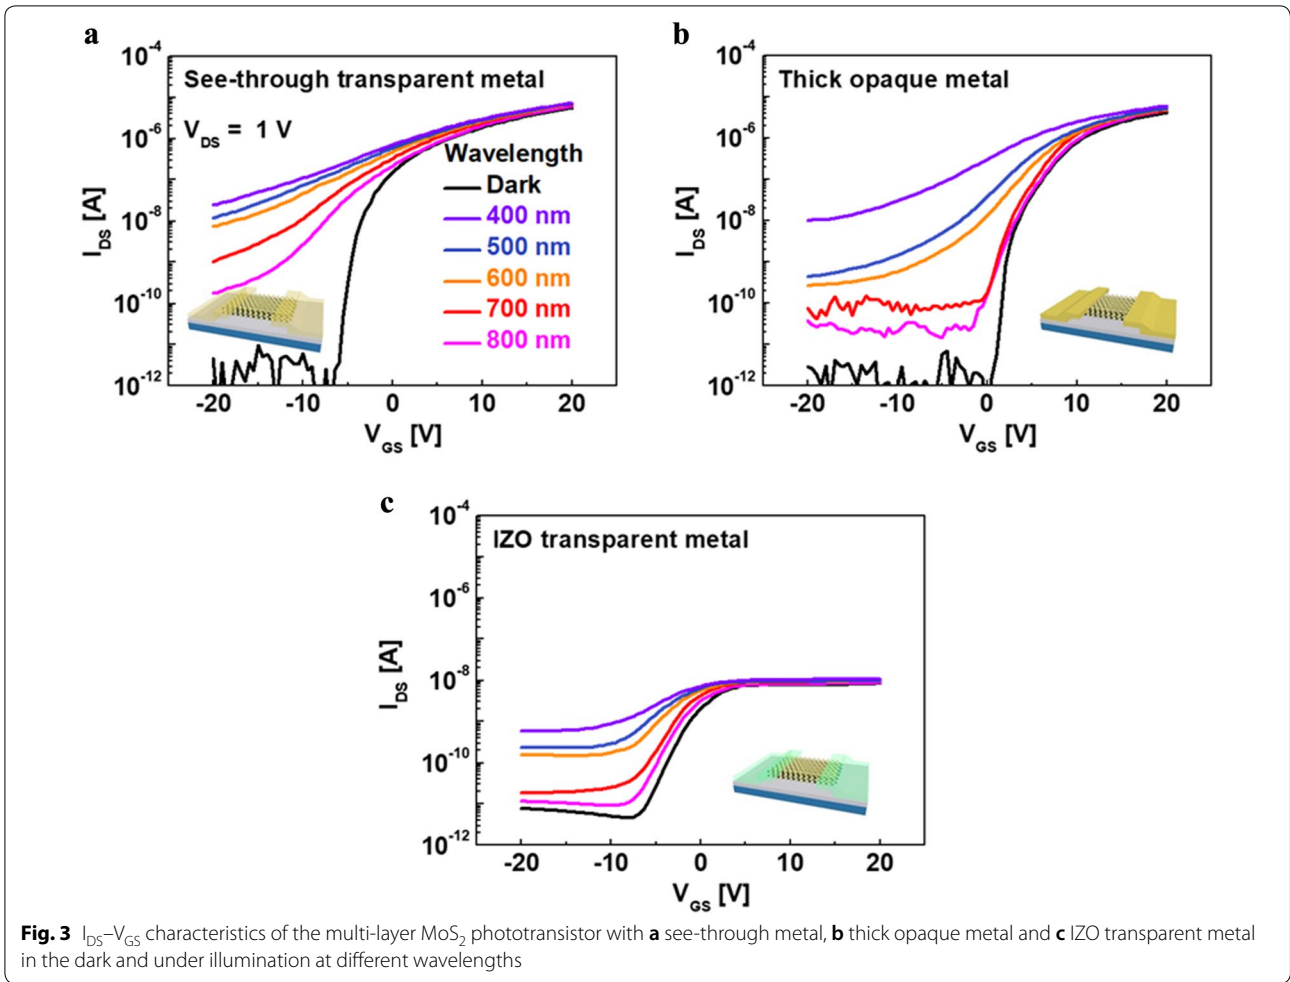 a
See-through transparent metal
V_DS = 1 V
Wavelength
Dark
400 nm
500 nm
600 nm
700 nm
800 nm
10^-4
10^-6
10^-8
10^-10
10^-12
I_DS [A]
-20 -10 0 10 20
V_GS [V]
b
Thick opaque metal
10^-4
10^-6
10^-8
10^-10
10^-12
I_DS [A]
-20 -10 0 10 20
V_GS [V]
c
IZO transparent metal
10^-4
10^-6
10^-8
10^-10
10^-12
I_DS [A]
-20 -10 0 10 20
V_GS [V]
Fig. 3 I_DS–V_GS characteristics of the multi-layer MoS_2 phototransistor with a see-through metal, b thick opaque metal and c IZO transparent metal
in the dark and under illumination at different wavelengths